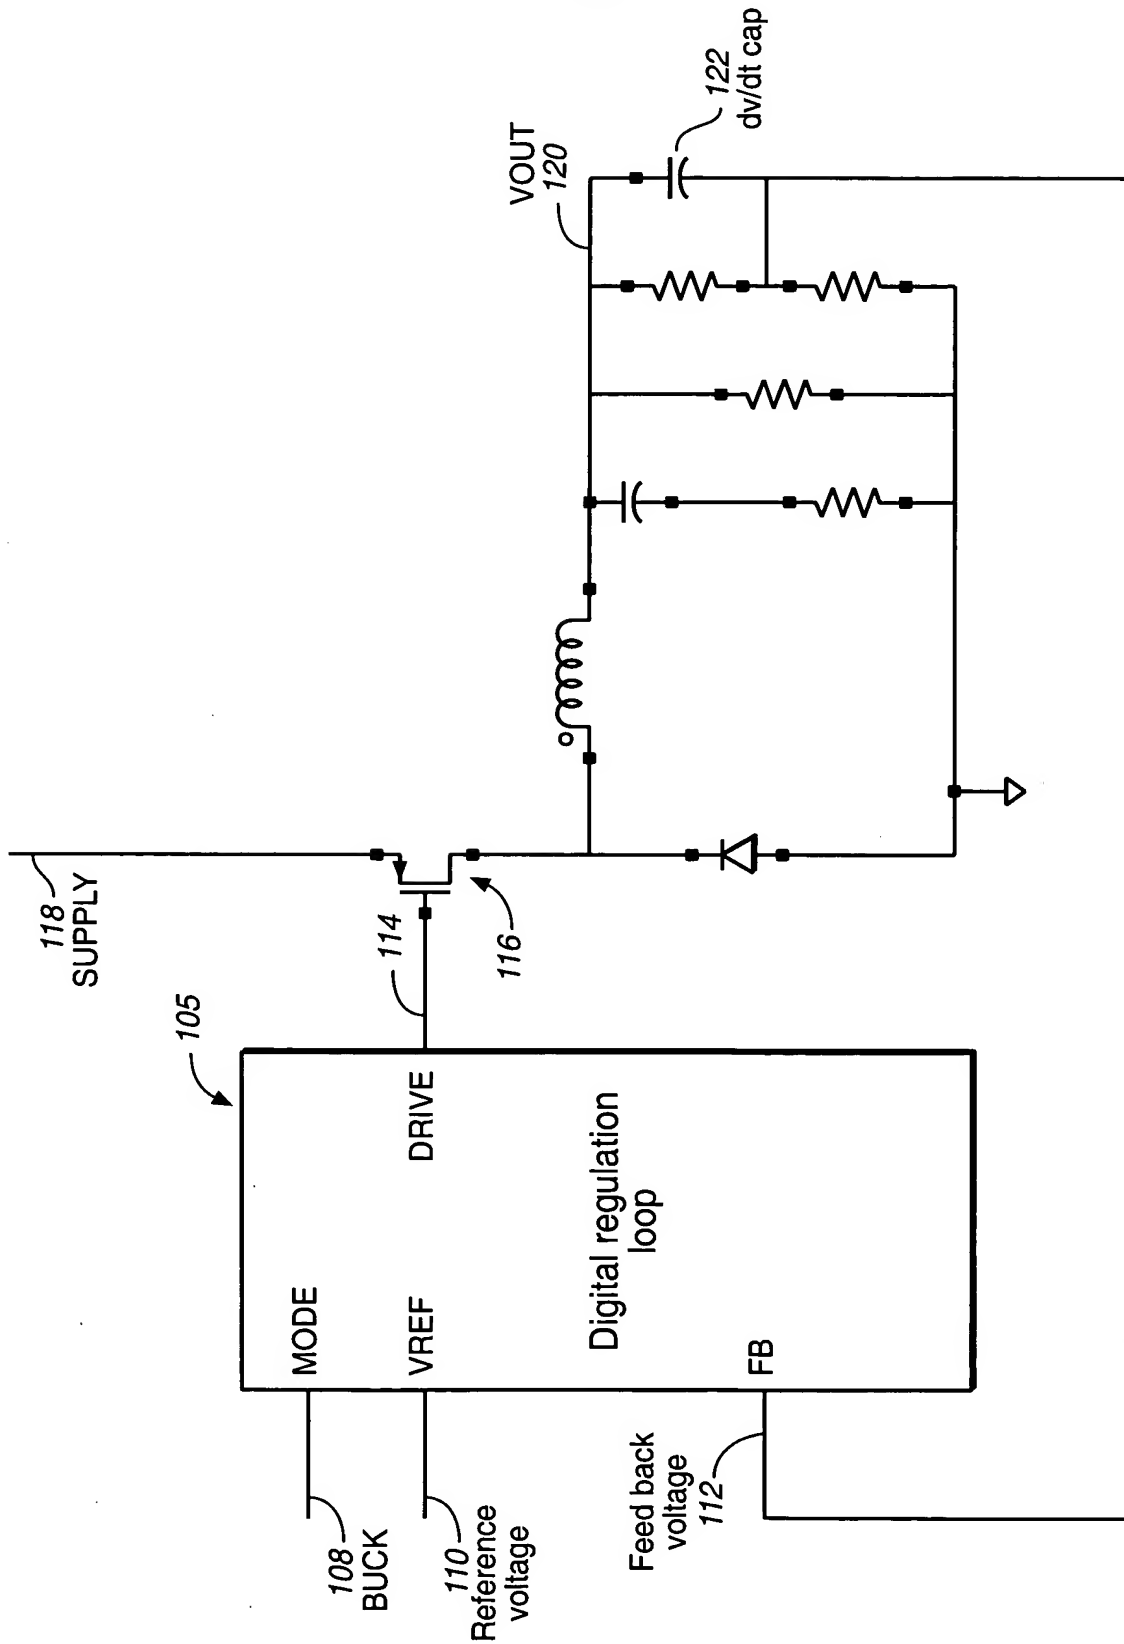 118
SUPPLY
105
MODE
VREF
DRIVE
Digital regulation
loop
FB
108
BUCK
110
Reference
voltage
Feed back
voltage
112
114
116
VOUT
120
122
dv/dt cap